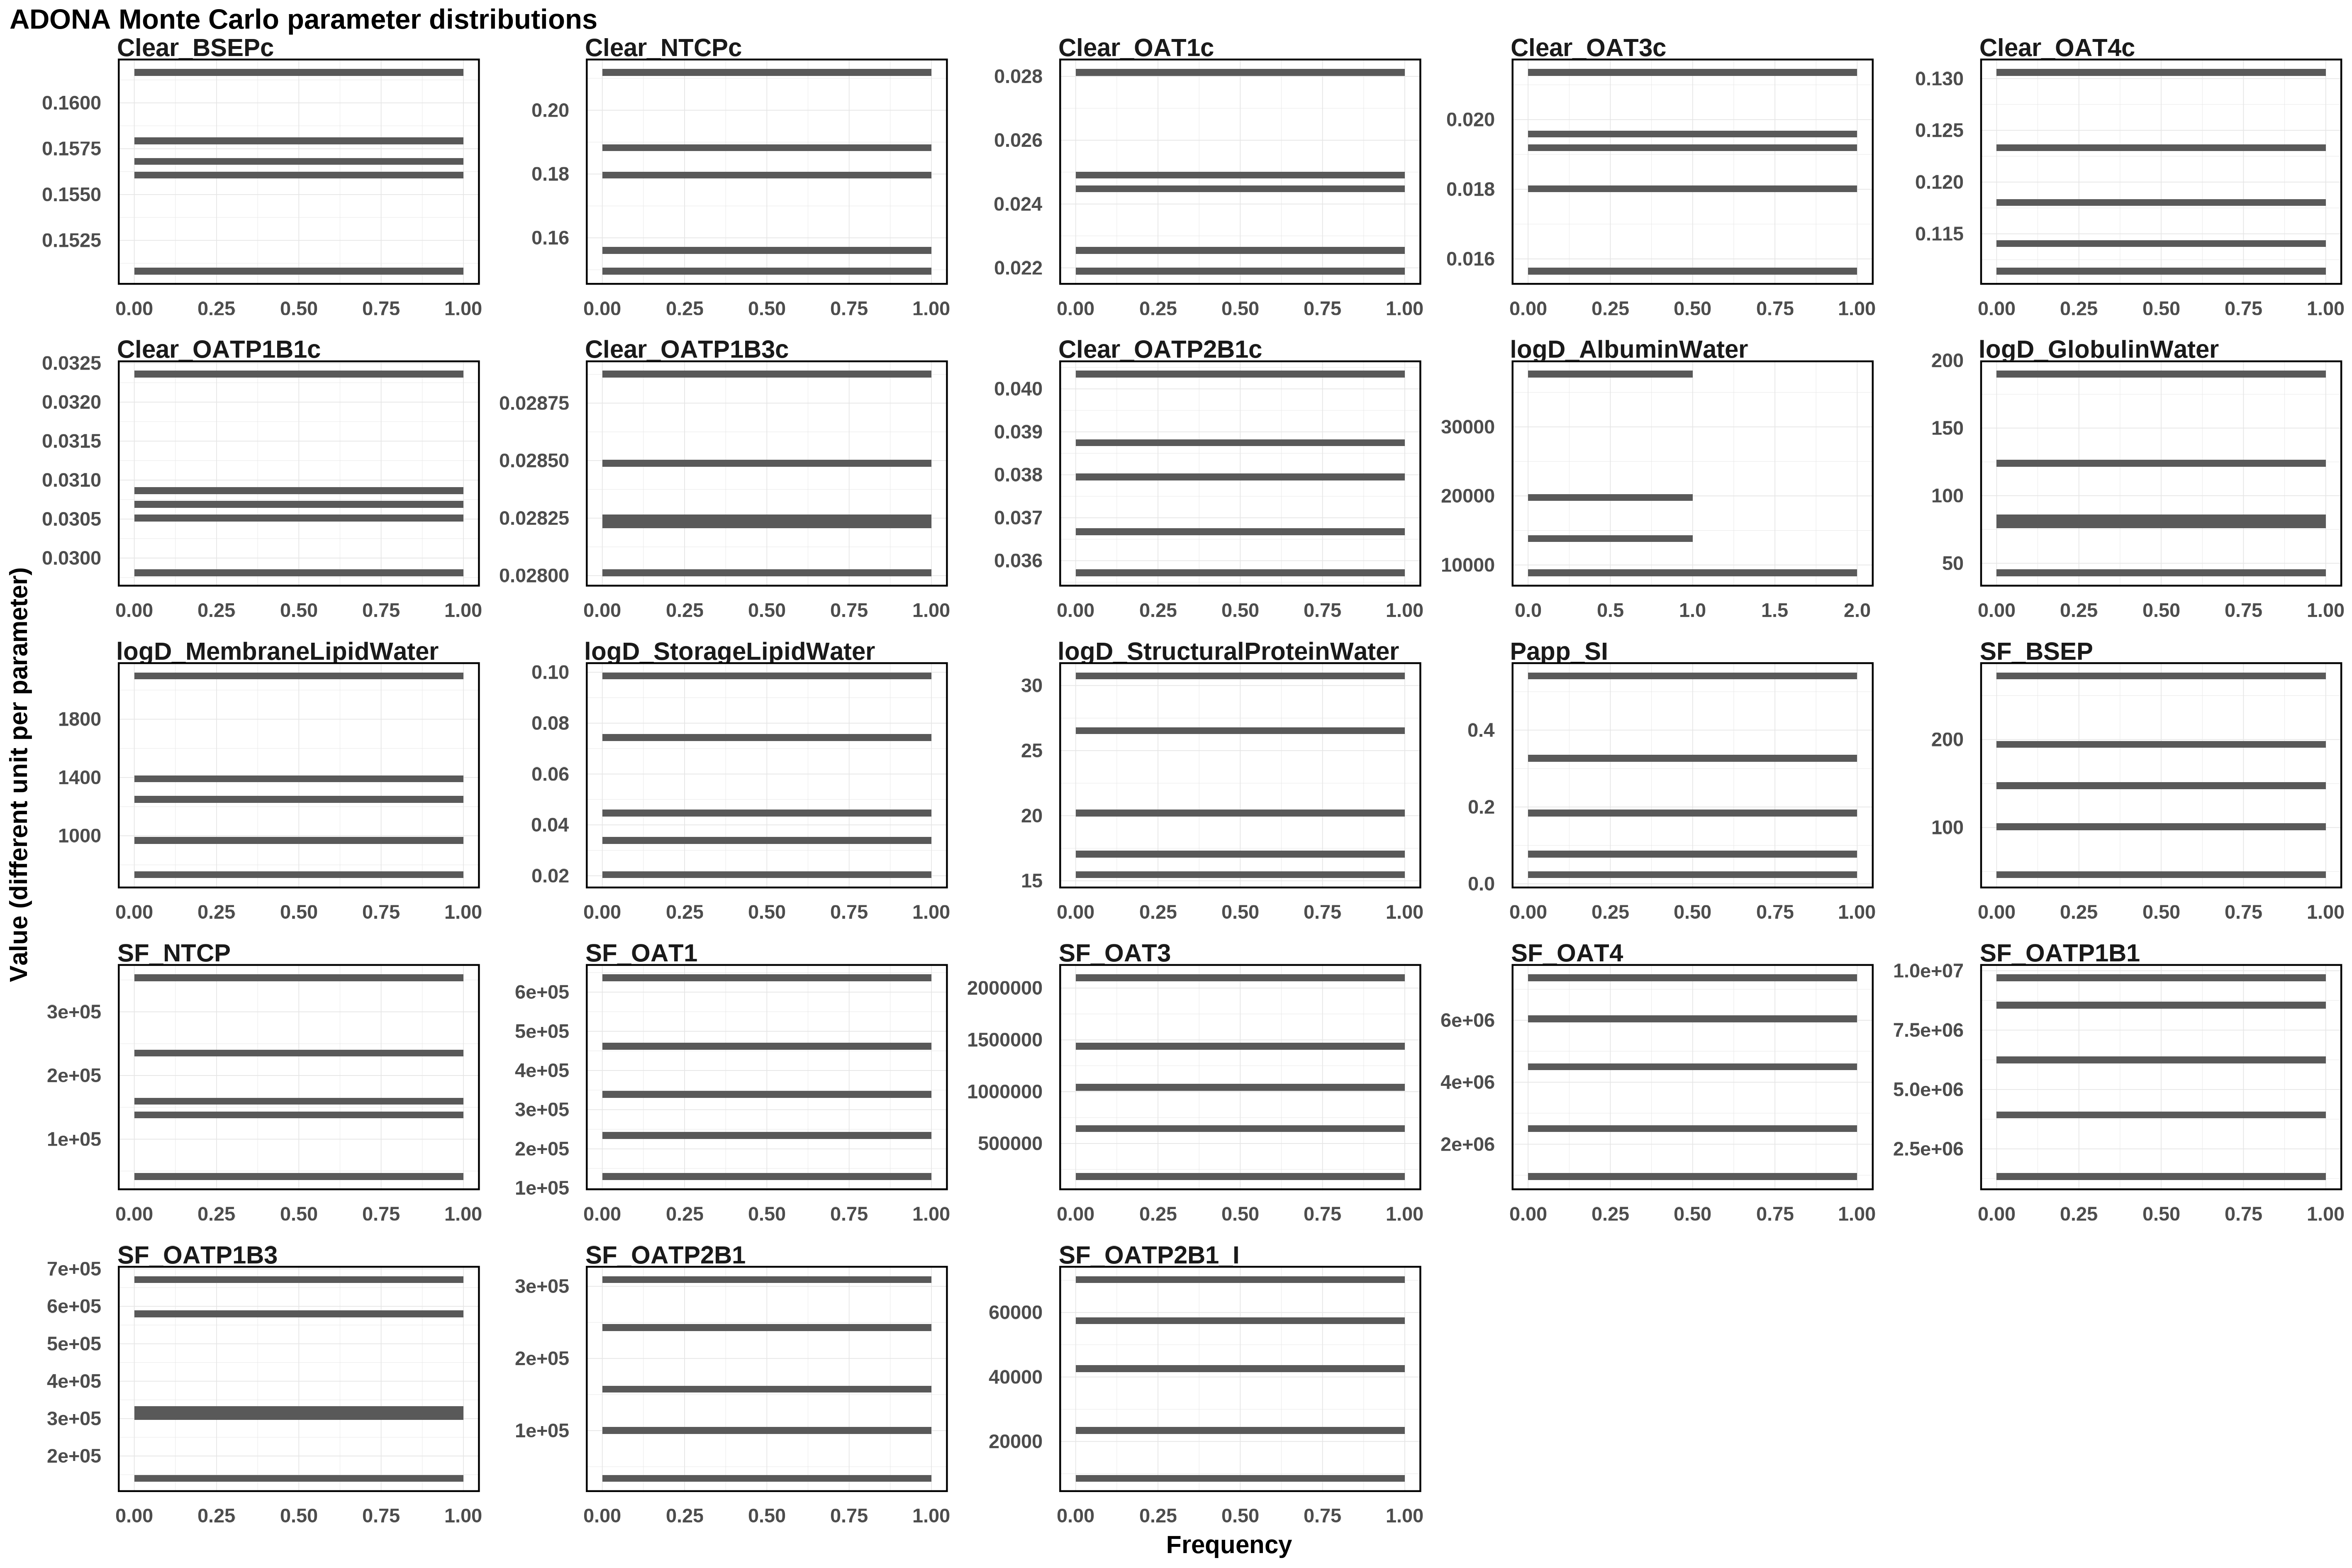 ADONA Monte Carlo parameter distributions
Clear_BSEPc Clear_NTCPc Clear_OAT1c Clear_OAT3c Clear_OAT4c
0.1600
0.1575
0.1550
0.1525
0.00 0.25 0.50 0.75 1.00
0.20
0.18
0.16
0.00 0.25 0.50 0.75 1.00
0.028
0.026
0.024
0.022
0.00 0.25 0.50 0.75 1.00
0.020
0.018
0.016
0.00 0.25 0.50 0.75 1.00
0.130
0.125
0.120
0.115
0.00 0.25 0.50 0.75 1.00
Clear_OATP1B1c Clear_OATP1B3c Clear_OATP2B1c logD_AlbuminWater logD_GlobulinWater
0.0325
0.0320
0.0315
0.0310
0.0305
0.0300
0.00 0.25 0.50 0.75 1.00
0.02875
0.02850
0.02825
0.02800
0.00 0.25 0.50 0.75 1.00
0.040
0.039
0.038
0.037
0.036
0.00 0.25 0.50 0.75 1.00
30000
20000
10000
0.0 0.5 1.0 1.5 2.0
200
150
100
50
0.00 0.25 0.50 0.75 1.00
Value (different unit per parameter)
logD_MembraneLipidWater logD_StorageLipidWater logD_StructuralProteinWater Papp_SI SF_BSEP
1800
1400
1000
0.00 0.25 0.50 0.75 1.00
0.10
0.08
0.06
0.04
0.02
0.00 0.25 0.50 0.75 1.00
30
25
20
15
0.00 0.25 0.50 0.75 1.00
0.4
0.2
0.0
0.00 0.25 0.50 0.75 1.00
200
100
0.00 0.25 0.50 0.75 1.00
SF_NTCP SF_OAT1 SF_OAT3 SF_OAT4 SF_OATP1B1
3e+05
2e+05
1e+05
0.00 0.25 0.50 0.75 1.00
6e+05
5e+05
4e+05
3e+05
2e+05
1e+05
0.00 0.25 0.50 0.75 1.00
2000000
1500000
1000000
500000
0.00 0.25 0.50 0.75 1.00
6e+06
4e+06
2e+06
0.00 0.25 0.50 0.75 1.00
1.0e+07
7.5e+06
5.0e+06
2.5e+06
0.00 0.25 0.50 0.75 1.00
SF_OATP1B3 SF_OATP2B1 SF_OATP2B1_I
7e+05
6e+05
5e+05
4e+05
3e+05
2e+05
0.00 0.25 0.50 0.75 1.00
3e+05
2e+05
1e+05
0.00 0.25 0.50 0.75 1.00
60000
40000
20000
0.00 0.25 0.50 0.75 1.00
Frequency